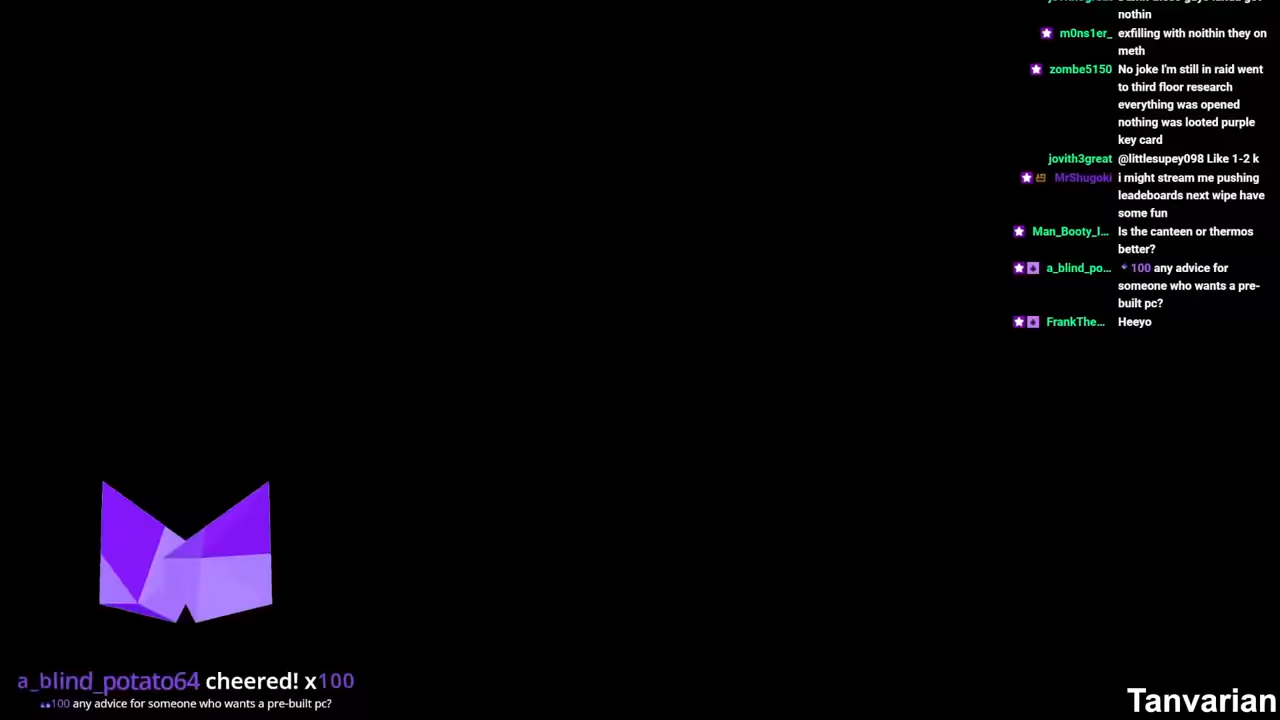 nothin
m0ns1er_ exfilling with noithin they on
meth
zombe5150 No joke I'm still in raid went
to third floor research
everything was opened
nothing was looted purple
key card
jovith3great @littlesupey098 Like 1-2 k
MrShugoki i might stream me pushing
leadeboards next wipe have
some fun
Man_Booty_I... Is the canteen or thermos
better?
a_blind_po... 100 any advice for
someone who wants a pre-
built pc?
FrankThe... Heeyo
a_blind_potato64 cheered! x100
100 any advice for someone who wants a pre-built pc?
Tanvarian